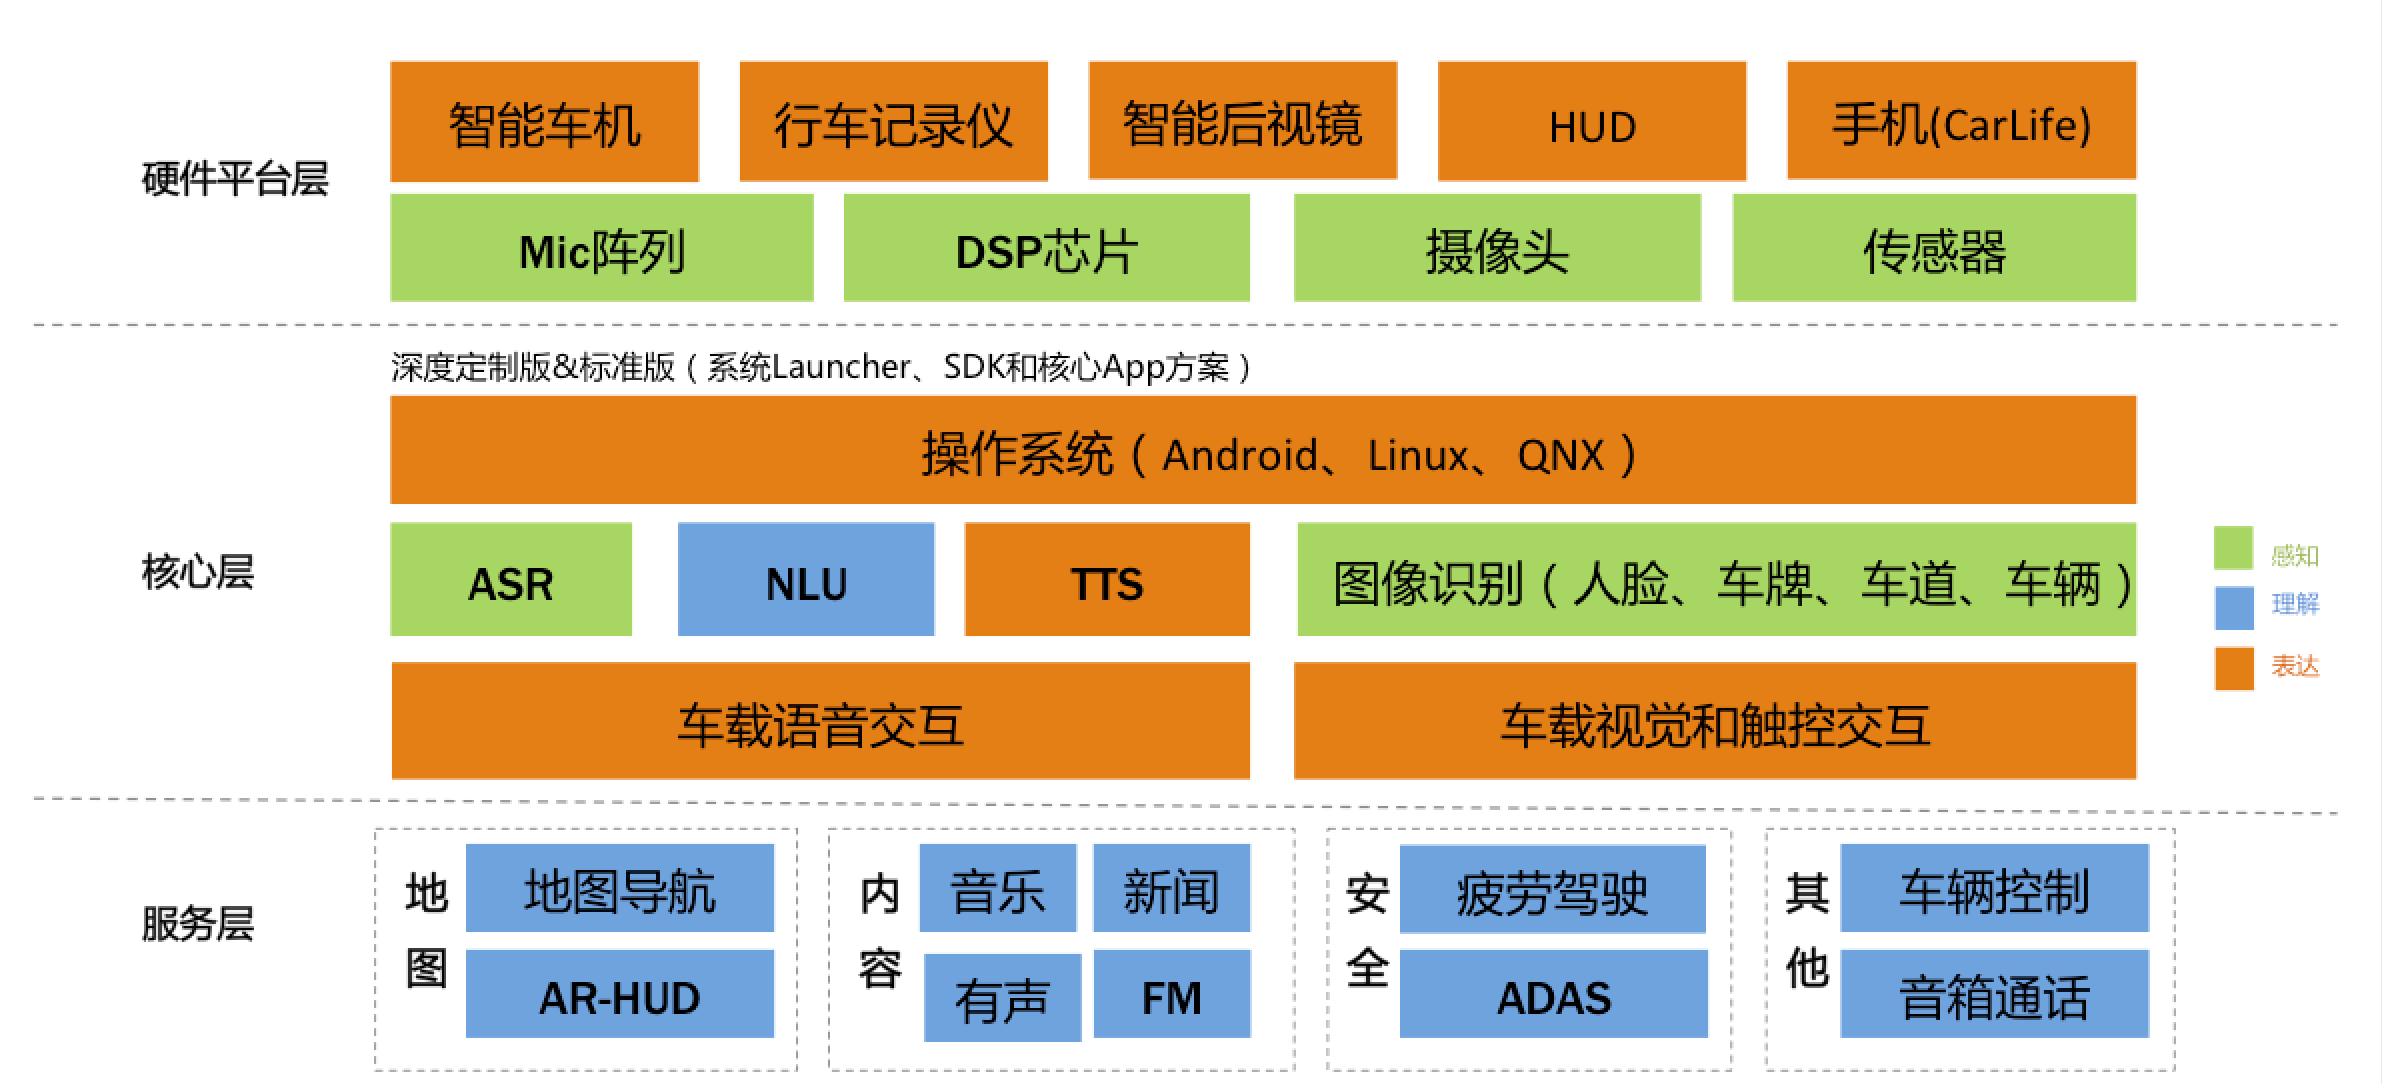 智能车机
行车记录仪
智能后视镜
HUD
手机(CarLife)
硬件平台层
Mic阵列
DSP芯片
摄像头
传感器
深度定制版&标准版（系统Launcher、SDK和核心App方案）
操作系统（Android、Linux、QNX）
核心层
ASR
NLU
TTS
图像识别（人脸、车牌、车道、车辆）
感知
理解
表达
车载语音交互
车载视觉和触控交互
服务层
地图
地图导航
AR-HUD
内容
音乐
新闻
有声
FM
安全
疲劳驾驶
ADAS
其他
车辆控制
音箱通话